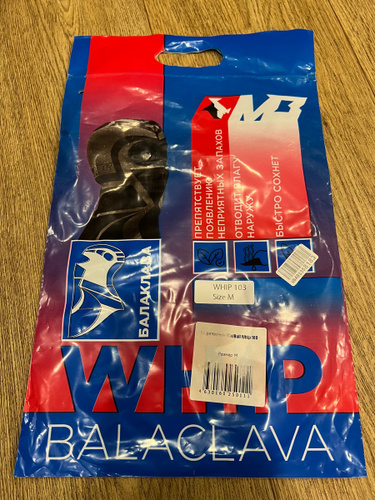 MB
ПРЕПЯТСТВУЕТ
ПОЯВЛЕНИЮ
НЕПРИЯТНЫХ ЗАПАХОВ
ОТВОДИТ ВЛАГУ
НАРУЖУ
БЫСТРО СОХНЕТ
БАЛАКЛАВА
WHIP 103
Size M
Размер M
WHIP
BALACLAVA